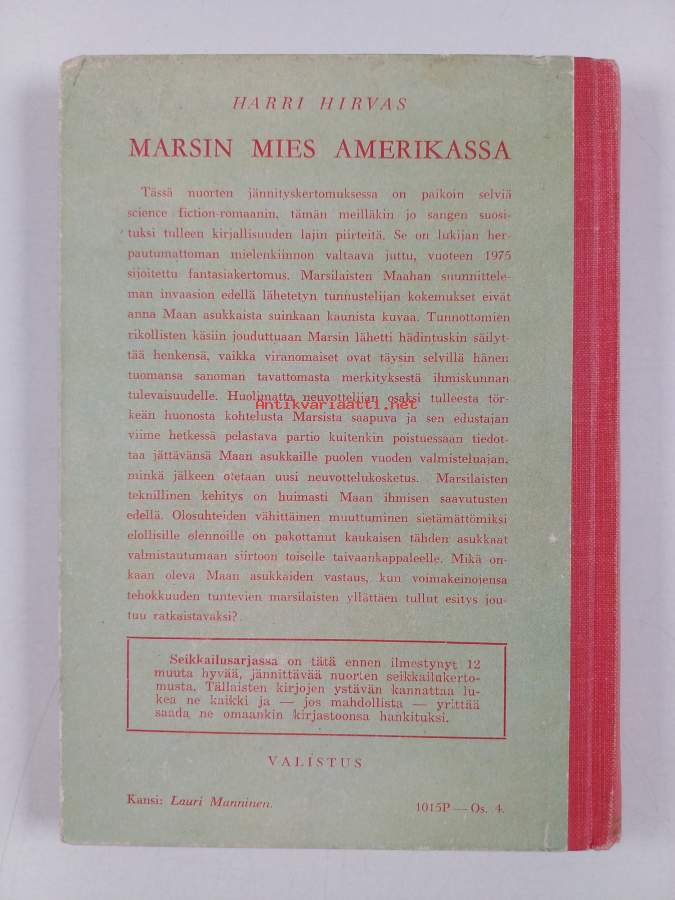 HARRI HIRVAS
MARSIN MIES AMERIKASSA
Tässä nuorten jännityskertomuksessa on paikoin selviä
science fiction-romaanin, tämän meilläkin jo sangen suosi-
tuksi tulleen kirjallisuuden lajin piirteitä. Se on lukijan her-
pautumattoman mielenkiinnon valtaava juttu, vuoteen 1975
sijoitettu fantasiakertomus. Marsilaisten Maahan suunnittele-
man invaasion edellä lähetetyn tunnustelijan kokemukset eivät
anna Maan asukkaista suinkaan kaunista kuvaa. Tunnottomien
rikollisten käsiin jouduttuaan Marsin lähetti hädintuskin säilyt-
tää henkensä, vaikka viranomaiset ovat täysin selvillä hänen
tuomansa sanoman tavattomasta merkityksestä ihmiskunnan
tulevaisuudelle. Huolimatta neuvottelijan osaksi tulleesta tör-
Antikvariaatti.net
keän huonosta kohtelusta Marsista saapuva ja sen edustajan
viime hetkessä pelastava partio kuitenkin poistuessaan tiedot-
taa jättävänsä Maan asukkaille puolen vuoden valmisteluajan,
minkä jälkeen otetaan uusi neuvottelukosketus. Marsilaisten
teknillinen kehitys on huimasti Maan ihmisen saavutusten
edellä. Olosuhteiden vähittäinen muuttuminen sietämättömiksi
elollisille olennoille on pakottanut kaukaisen tähden asukkaat
valmistautumaan siirtoon toiselle taivaankappaleelle. Mikä on-
kaan oleva Maan asukkaiden vastaus, kun voimakeinojensa
tehokkuuden tuntevien marsilaisten yllättäen tullut esitys jou-
tuu ratkaistavaksi?
Seikkailusarjassa on tätä ennen ilmestynyt 12
muuta hyvää, jännittävää nuorten seikkailukerto-
musta. Tällaisten kirjojen ystävän kannattaa lu-
kea ne kaikki ja — jos mahdollista — yrittää
saada ne omaankin kirjastoonsa hankituksi.
VALISTUS
Kansi: Lauri Manninen.
1015P — Os. 4.